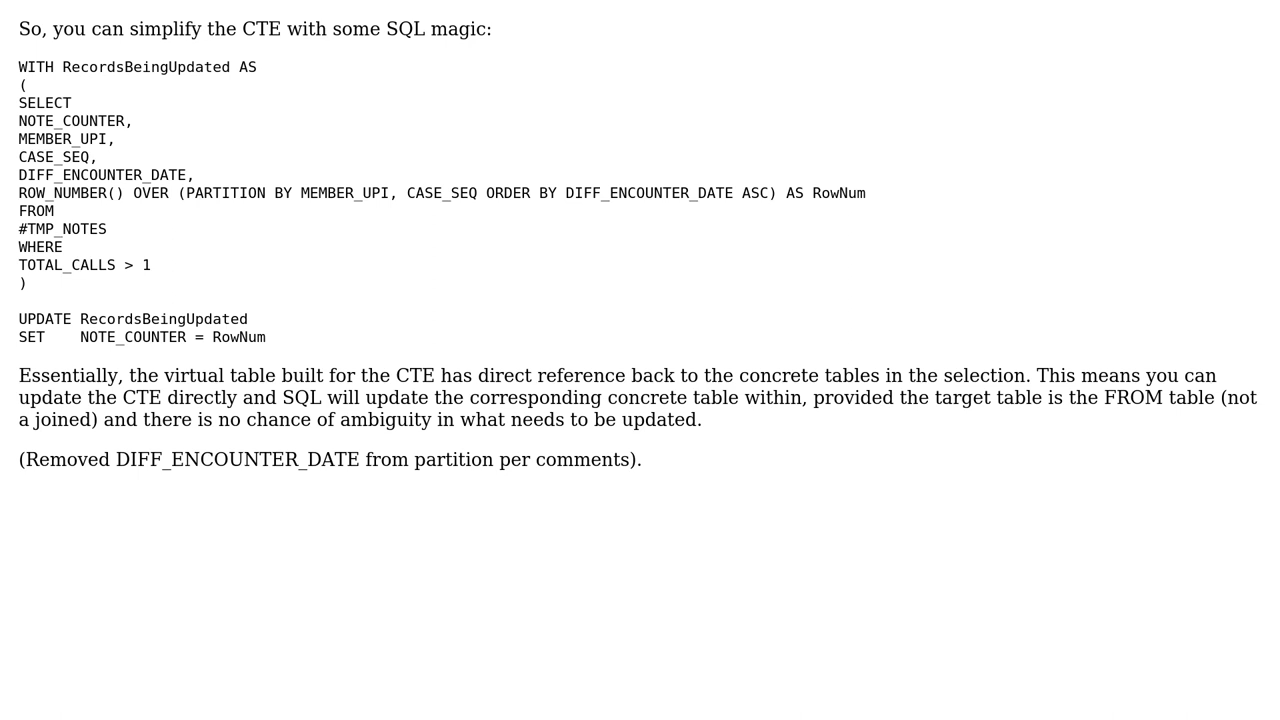 So, you can simplify the CTE with some SQL magic:
WITH RecordsBeingUpdated AS
(
SELECT
NOTE_COUNTER,
MEMBER_UPI,
CASE_SEQ,
DIFF_ENCOUNTER_DATE,
ROW_NUMBER() OVER (PARTITION BY MEMBER_UPI, CASE_SEQ ORDER BY DIFF_ENCOUNTER_DATE ASC) AS RowNum
FROM
#TMP_NOTES
WHERE
TOTAL_CALLS > 1
)
UPDATE RecordsBeingUpdated
SET    NOTE_COUNTER = RowNum
Essentially, the virtual table built for the CTE has direct reference back to the concrete tables in the selection. This means you can
update the CTE directly and SQL will update the corresponding concrete table within, provided the target table is the FROM table (not
a joined) and there is no chance of ambiguity in what needs to be updated.
(Removed DIFF_ENCOUNTER_DATE from partition per comments).